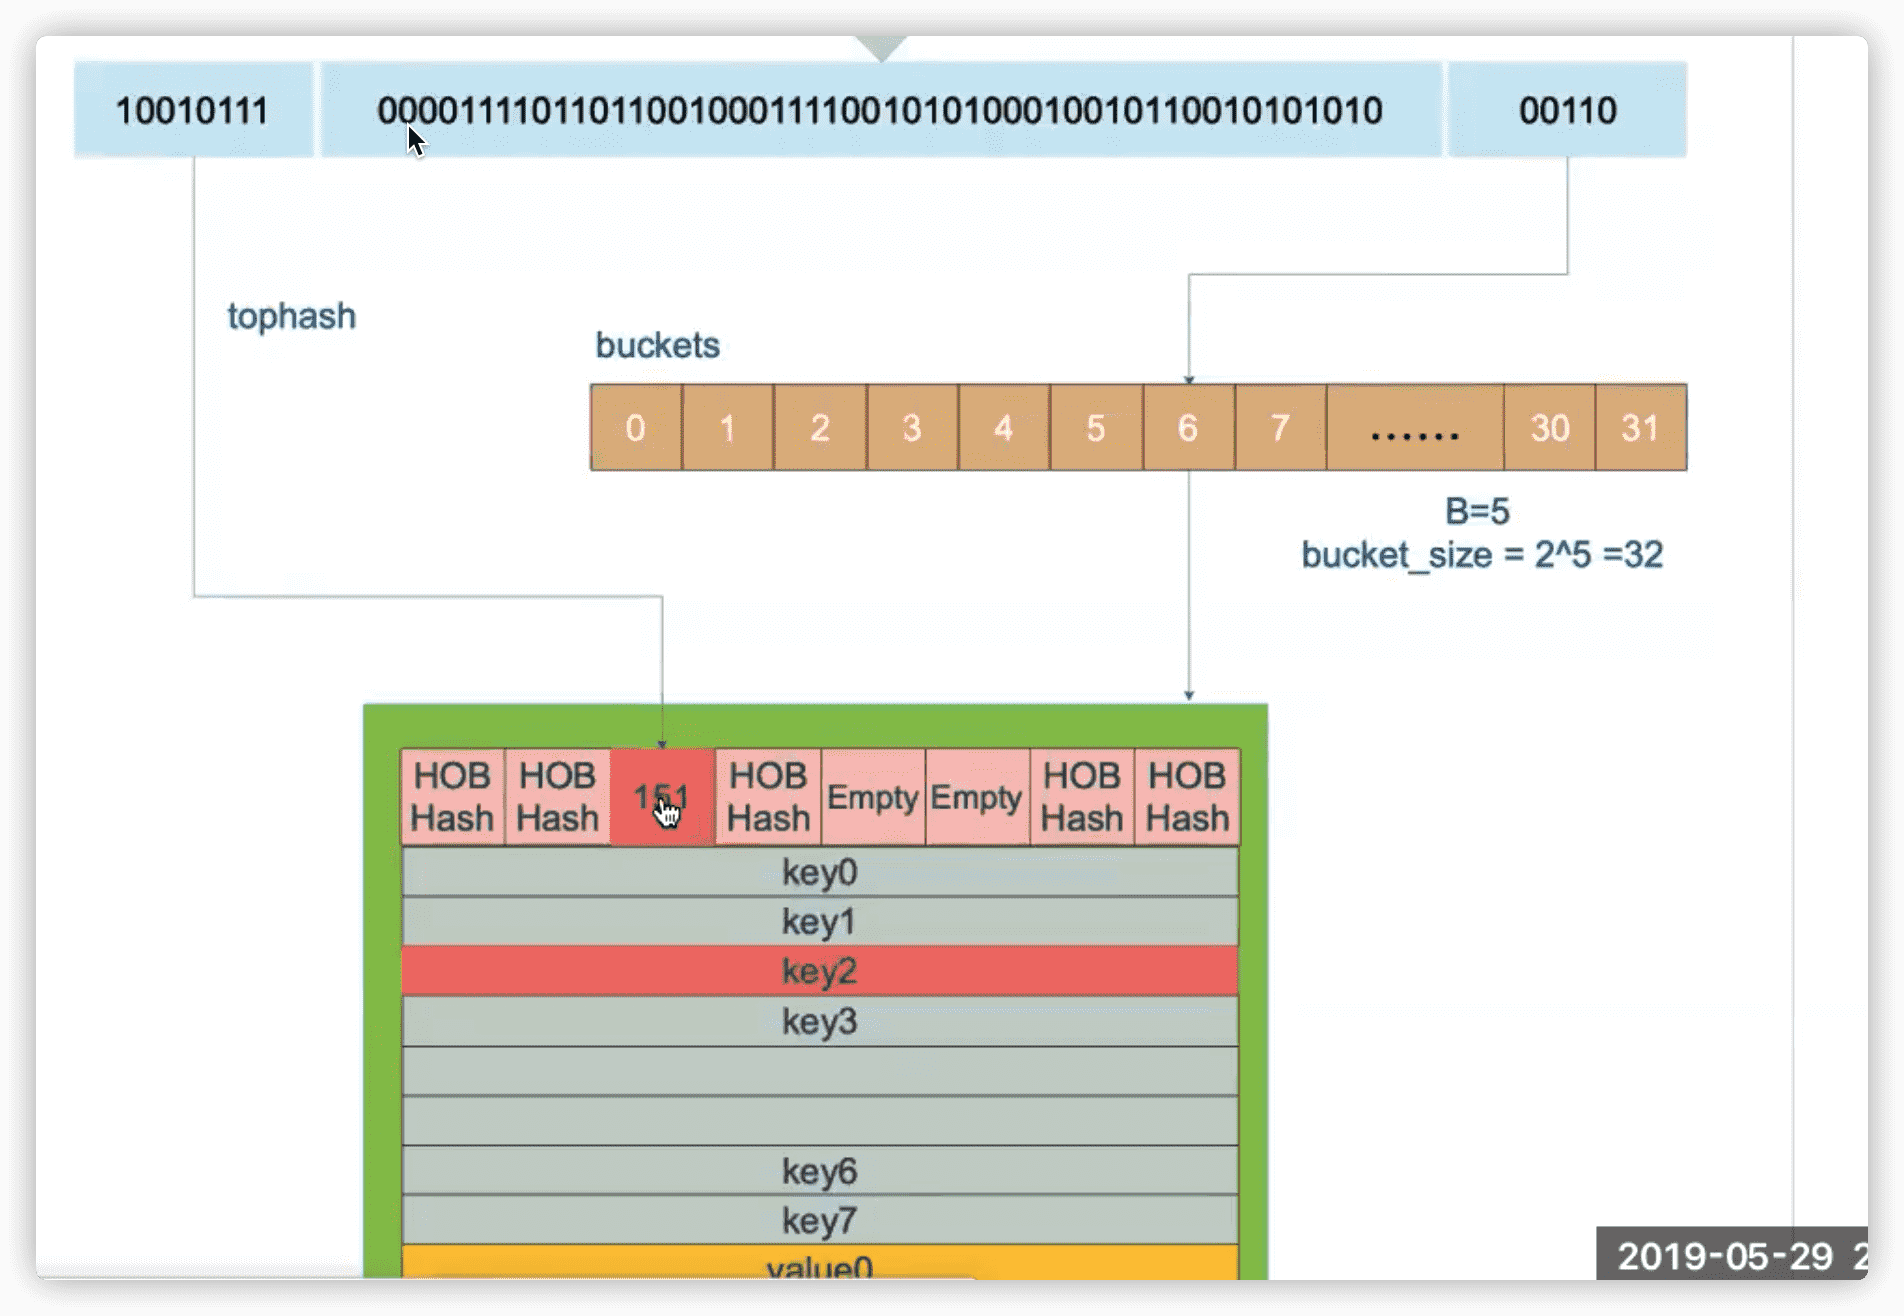 10010111 000011110110110010001111001010100010010110010101010 00110
tophash
buckets
0 1 2 3 4 5 6 7 ...... 30 31
B=5
bucket_size = 2^5 =32
HOB Hash HOB Hash 151 HOB Hash Empty Empty HOB Hash HOB Hash
key0
key1
key2
key3
key6
key7
value0
2019-05-29 2